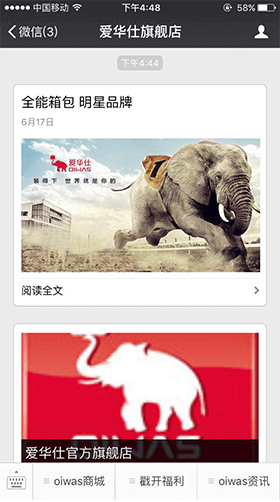 中国移动 下午4:48 58%
微信(3) 爱华仕旗舰店
下午4:44
全能箱包 明星品牌
6月17日
爱华仕
OIWAS
装得下 世界就是你的
1
阅读全文
OIWAS
爱华仕官方旗舰店
oiwas商城 戳开福利 oiwas资讯